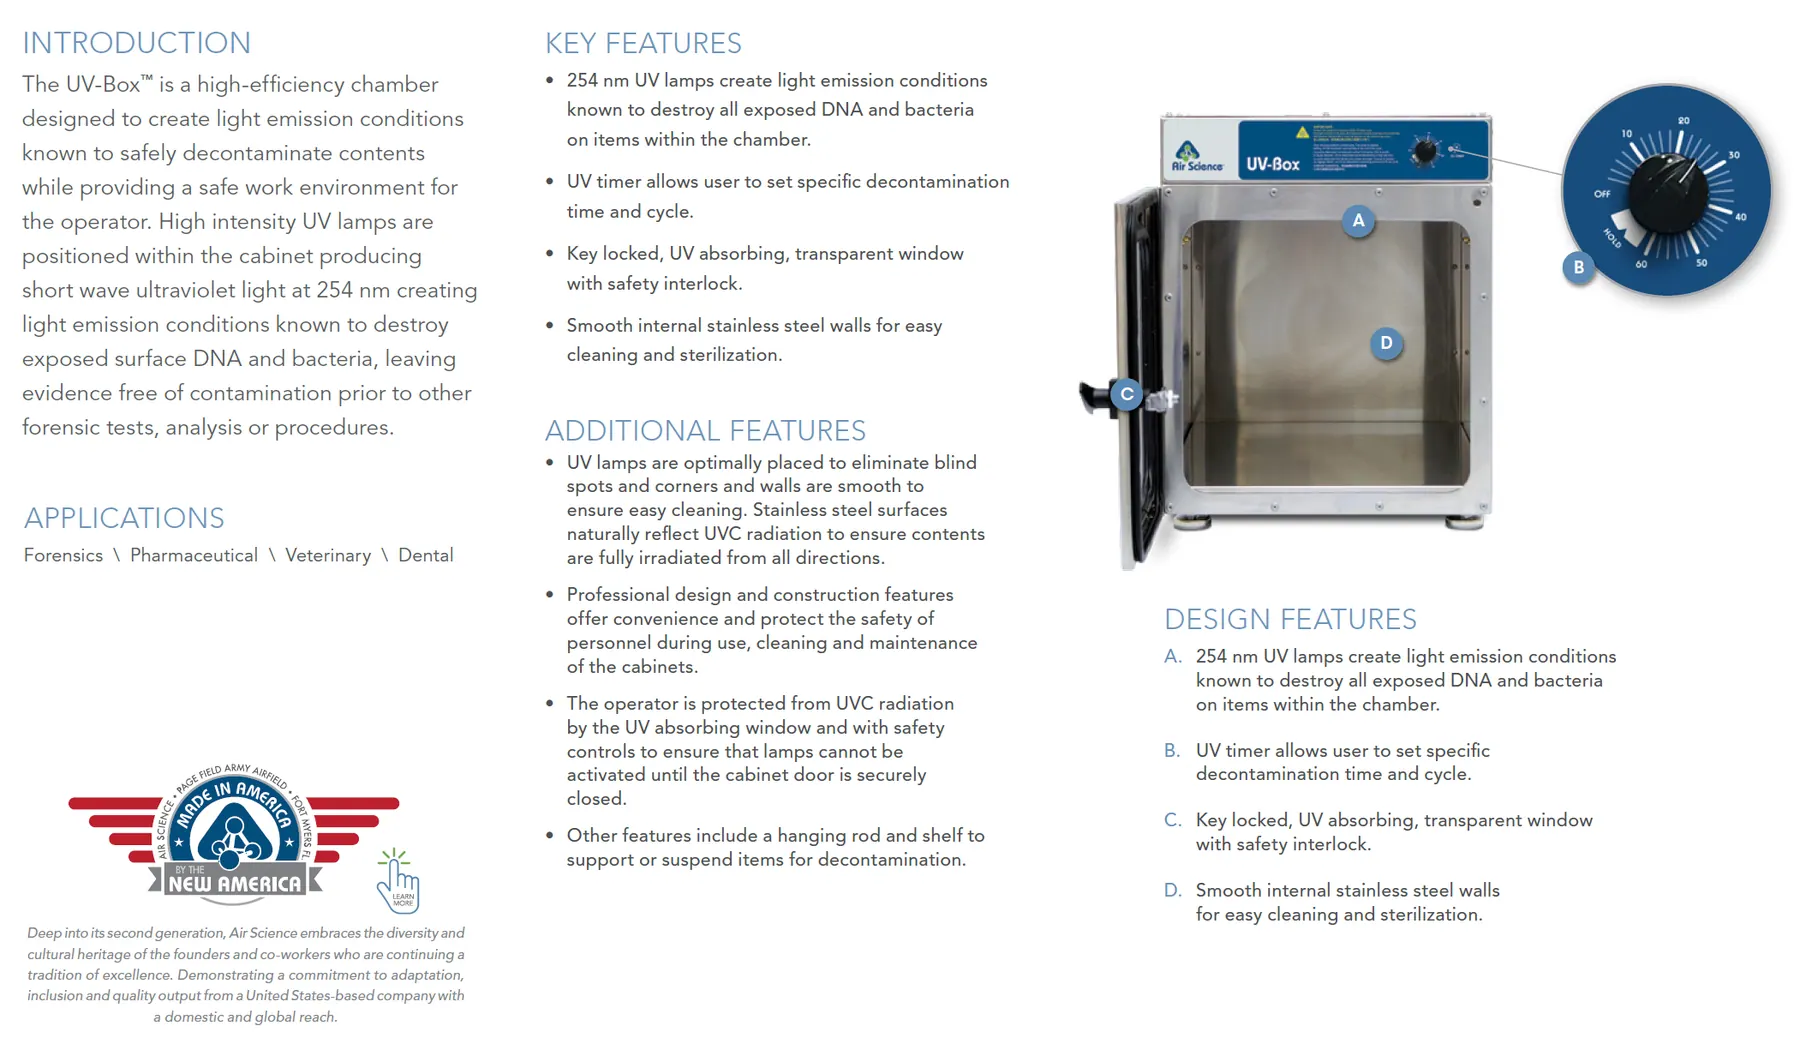 INTRODUCTION
The UV-Box™ is a high-efficiency chamber
designed to create light emission conditions
known to safely decontaminate contents
while providing a safe work environment for
the operator. High intensity UV lamps are
positioned within the cabinet producing
short wave ultraviolet light at 254 nm creating
light emission conditions known to destroy
exposed surface DNA and bacteria, leaving
evidence free of contamination prior to other
forensic tests, analysis or procedures.
APPLICATIONS
Forensics \ Pharmaceutical \ Veterinary \ Dental
AIR SCIENCE • PAGE FIELD ARMY AIRFIELD • FORT MYERS FL
MADE IN AMERICA
BY THE
NEW AMERICA
LEARN
MORE
Deep into its second generation, Air Science embraces the diversity and
cultural heritage of the founders and co-workers who are continuing a
tradition of excellence. Demonstrating a commitment to adaptation,
inclusion and quality output from a United States-based company with
a domestic and global reach.
KEY FEATURES
• 254 nm UV lamps create light emission conditions
known to destroy all exposed DNA and bacteria
on items within the chamber.
• UV timer allows user to set specific decontamination
time and cycle.
• Key locked, UV absorbing, transparent window
with safety interlock.
• Smooth internal stainless steel walls for easy
cleaning and sterilization.
ADDITIONAL FEATURES
• UV lamps are optimally placed to eliminate blind
spots and corners and walls are smooth to
ensure easy cleaning. Stainless steel surfaces
naturally reflect UVC radiation to ensure contents
are fully irradiated from all directions.
• Professional design and construction features
offer convenience and protect the safety of
personnel during use, cleaning and maintenance
of the cabinets.
• The operator is protected from UVC radiation
by the UV absorbing window and with safety
controls to ensure that lamps cannot be
activated until the cabinet door is securely
closed.
• Other features include a hanging rod and shelf to
support or suspend items for decontamination.
Air Science
UV-Box
A
B
C
D
OFF
10
20
30
40
50
60
HOLD
DESIGN FEATURES
A. 254 nm UV lamps create light emission conditions
known to destroy all exposed DNA and bacteria
on items within the chamber.
B. UV timer allows user to set specific
decontamination time and cycle.
C. Key locked, UV absorbing, transparent window
with safety interlock.
D. Smooth internal stainless steel walls
for easy cleaning and sterilization.